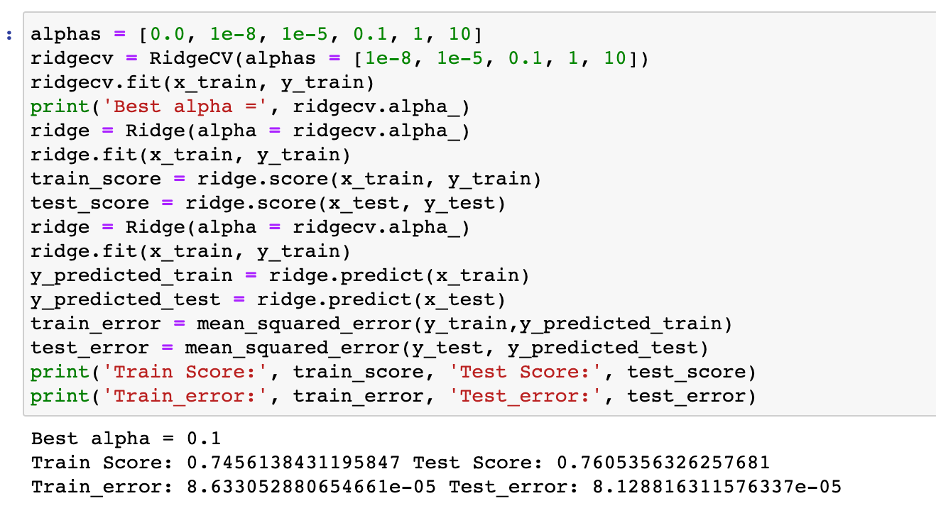 :
alphas = [0.0, 1e-8, 1e-5, 0.1, 1, 10]
ridgecv = RidgeCV(alphas = [1e-8, 1e-5, 0.1, 1, 10])
ridgecv.fit(x_train, y_train)
print('Best alpha =', ridgecv.alpha_)
ridge = Ridge(alpha = ridgecv.alpha_)
ridge.fit(x_train, y_train)
train_score = ridge.score(x_train, y_train)
test_score = ridge.score(x_test, y_test)
ridge = Ridge(alpha = ridgecv.alpha_)
ridge.fit(x_train, y_train)
y_predicted_train = ridge.predict(x_train)
y_predicted_test = ridge.predict(x_test)
train_error = mean_squared_error(y_train,y_predicted_train)
test_error = mean_squared_error(y_test, y_predicted_test)
print('Train Score:', train_score, 'Test Score:', test_score)
print('Train_error:', train_error, 'Test_error:', test_error)
Best alpha = 0.1
Train Score: 0.7456138431195847 Test Score: 0.7605356326257681
Train_error: 8.633052880654661e-05 Test_error: 8.128816311576337e-05